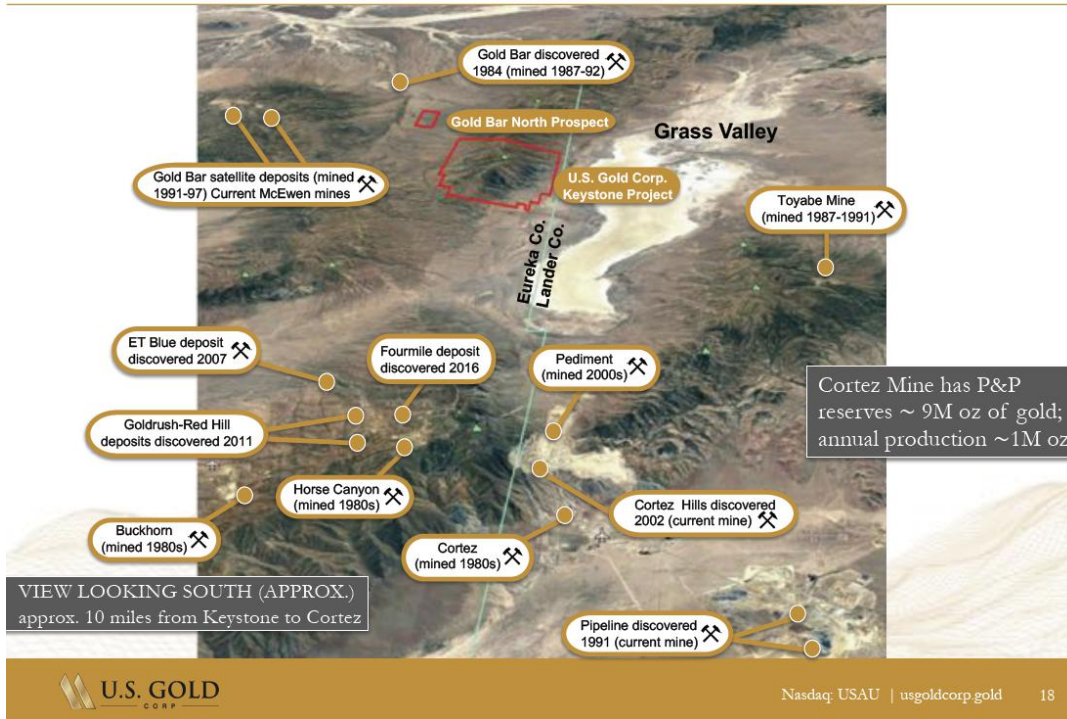 Gold Bar discovered
1984 (mined 1987-92)
Gold Bar North Prospect
Grass Valley
Gold Bar satellite deposits (mined
1991-97) Current McEwen mines
U.S. Gold Corp.
Keystone Project
Toyabe Mine
(mined 1987-1991)
Eureka Co.
Lander Co.
ET Blue deposit
discovered 2007
Fourmile deposit
discovered 2016
Pediment
(mined 2000s)
Cortez Mine has P&P
reserves ~ 9M oz of gold;
annual production ~1M oz
Goldrush-Red Hill
deposits discovered 2011
Horse Canyon
(mined 1980s)
Cortez Hills discovered
2002 (current mine)
Buckhorn
(mined 1980s)
Cortez
(mined 1980s)
VIEW LOOKING SOUTH (APPROX.)
approx. 10 miles from Keystone to Cortez
Pipeline discovered
1991 (current mine)
U.S. GOLD
CORP
Nasdaq: USAU | usgoldcorp.gold 18